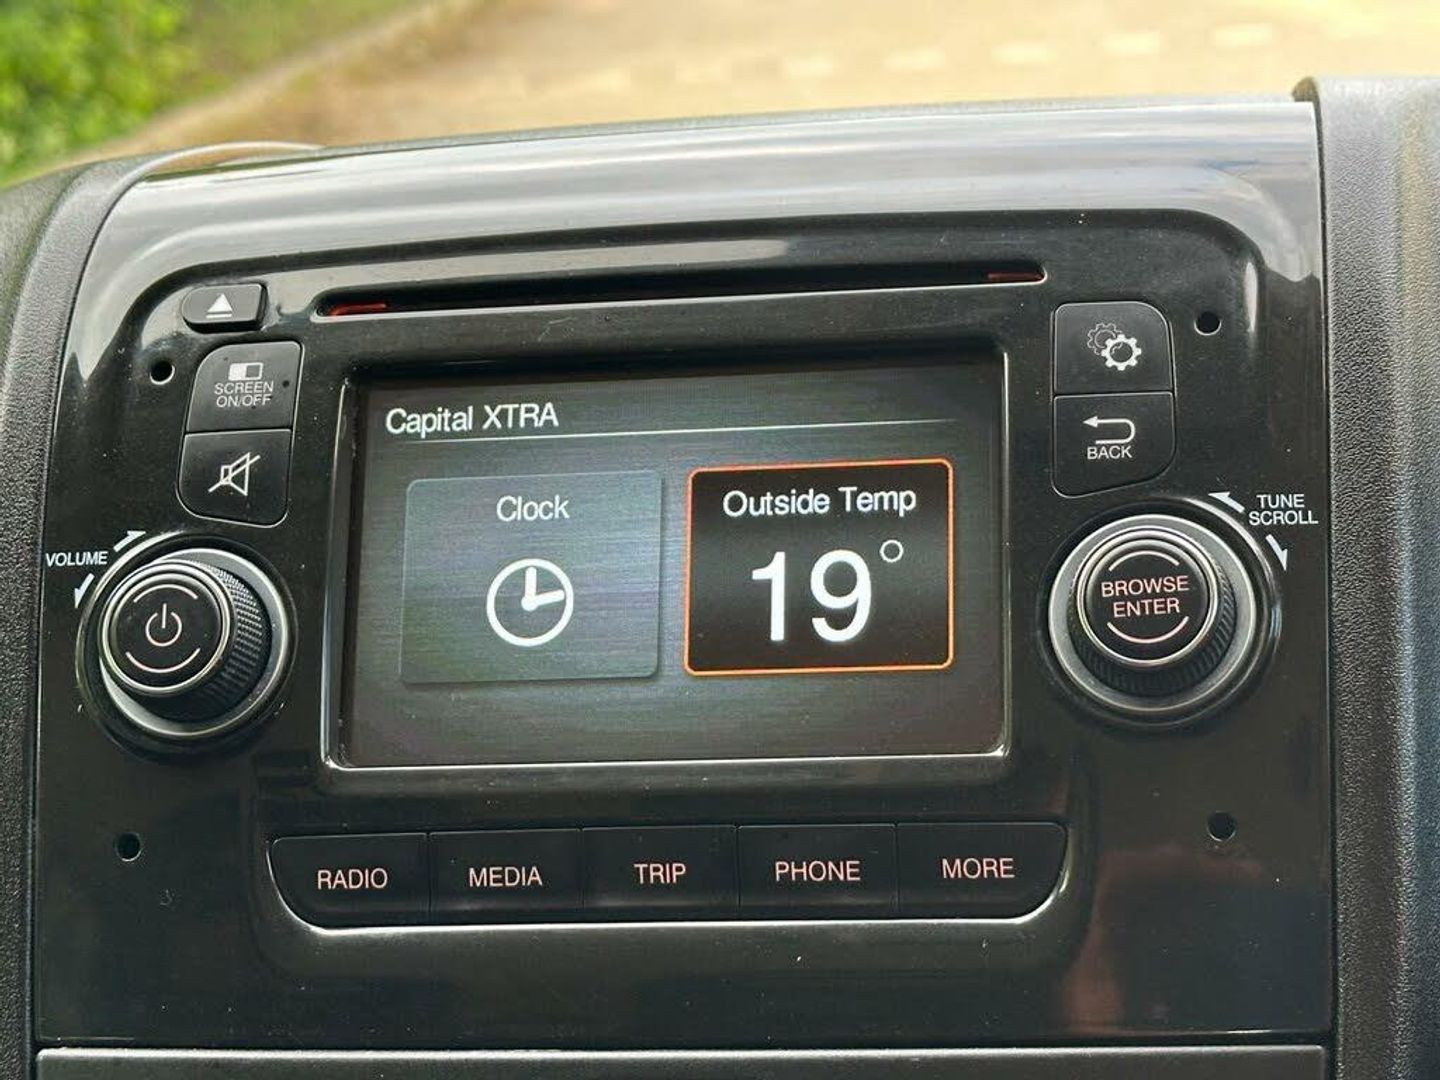 SCREEN
ON/OFF
Capital XTRA
BACK
Clock
Outside Temp
19°
TUNE
SCROLL
VOLUME
BROWSE
ENTER
RADIO
MEDIA
TRIP
PHONE
MORE